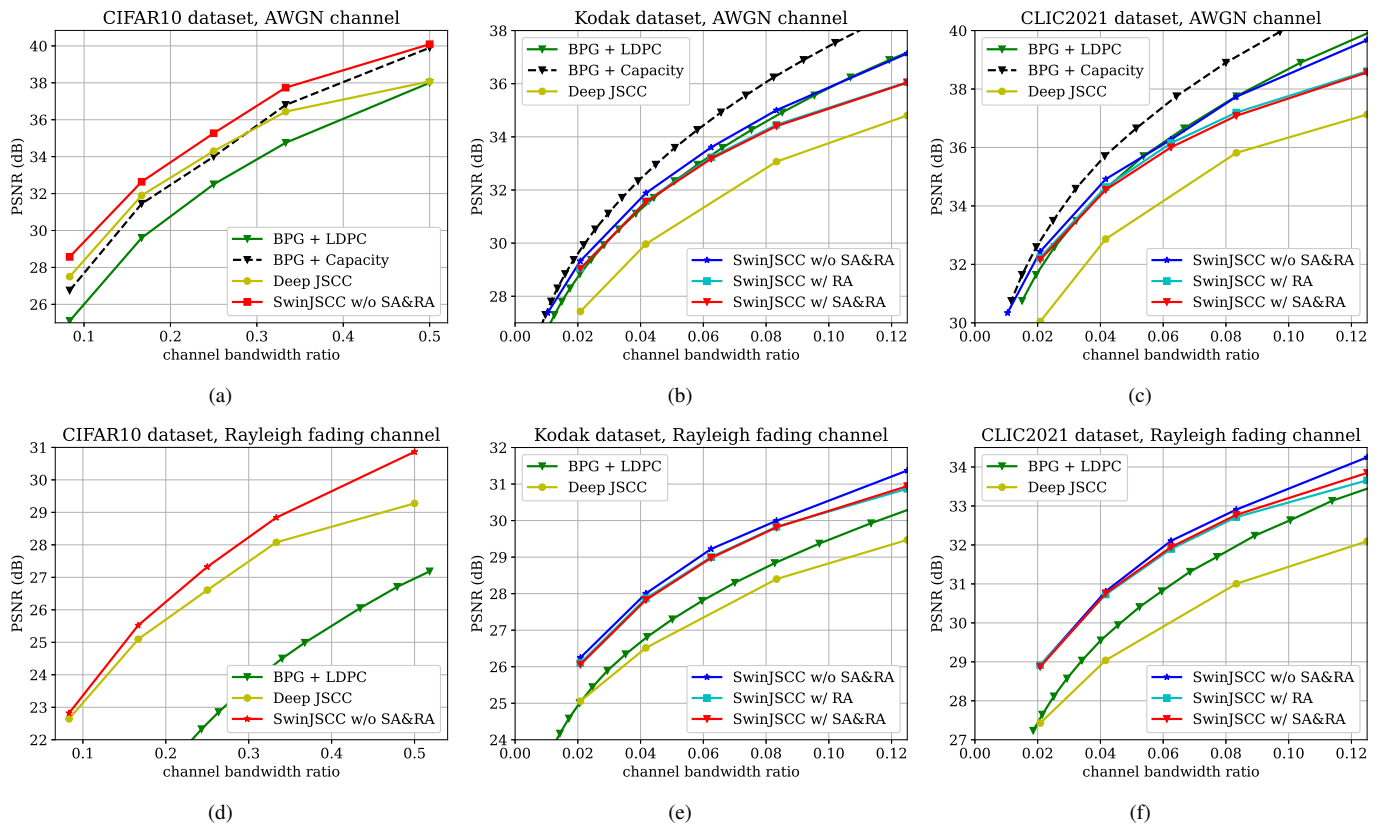 CIFAR10 dataset, AWGN channel
PSNR (dB)
40
38
36
34
32
30
28
26
0.1 0.2 0.3 0.4 0.5
channel bandwidth ratio
BPG + LDPC
BPG + Capacity
Deep JSCC
SwinJSCC w/o SA&RA
(a)
Kodak dataset, AWGN channel
PSNR (dB)
38
36
34
32
30
28
0.00 0.02 0.04 0.06 0.08 0.10 0.12
channel bandwidth ratio
BPG + LDPC
BPG + Capacity
Deep JSCC
SwinJSCC w/o SA&RA
SwinJSCC w/ RA
SwinJSCC w/ SA&RA
(b)
CLIC2021 dataset, AWGN channel
PSNR (dB)
40
38
36
34
32
30
0.00 0.02 0.04 0.06 0.08 0.10 0.12
channel bandwidth ratio
BPG + LDPC
BPG + Capacity
Deep JSCC
SwinJSCC w/o SA&RA
SwinJSCC w/ RA
SwinJSCC w/ SA&RA
(c)
CIFAR10 dataset, Rayleigh fading channel
PSNR (dB)
31
30
29
28
27
26
25
24
23
22
0.1 0.2 0.3 0.4 0.5
channel bandwidth ratio
BPG + LDPC
Deep JSCC
SwinJSCC w/o SA&RA
(d)
Kodak dataset, Rayleigh fading channel
PSNR (dB)
32
31
30
29
28
27
26
25
24
0.00 0.02 0.04 0.06 0.08 0.10 0.12
channel bandwidth ratio
BPG + LDPC
Deep JSCC
SwinJSCC w/o SA&RA
SwinJSCC w/ RA
SwinJSCC w/ SA&RA
(e)
CLIC2021 dataset, Rayleigh fading channel
PSNR (dB)
34
33
32
31
30
29
28
27
0.00 0.02 0.04 0.06 0.08 0.10 0.12
channel bandwidth ratio
BPG + LDPC
Deep JSCC
SwinJSCC w/o SA&RA
SwinJSCC w/ RA
SwinJSCC w/ SA&RA
(f)